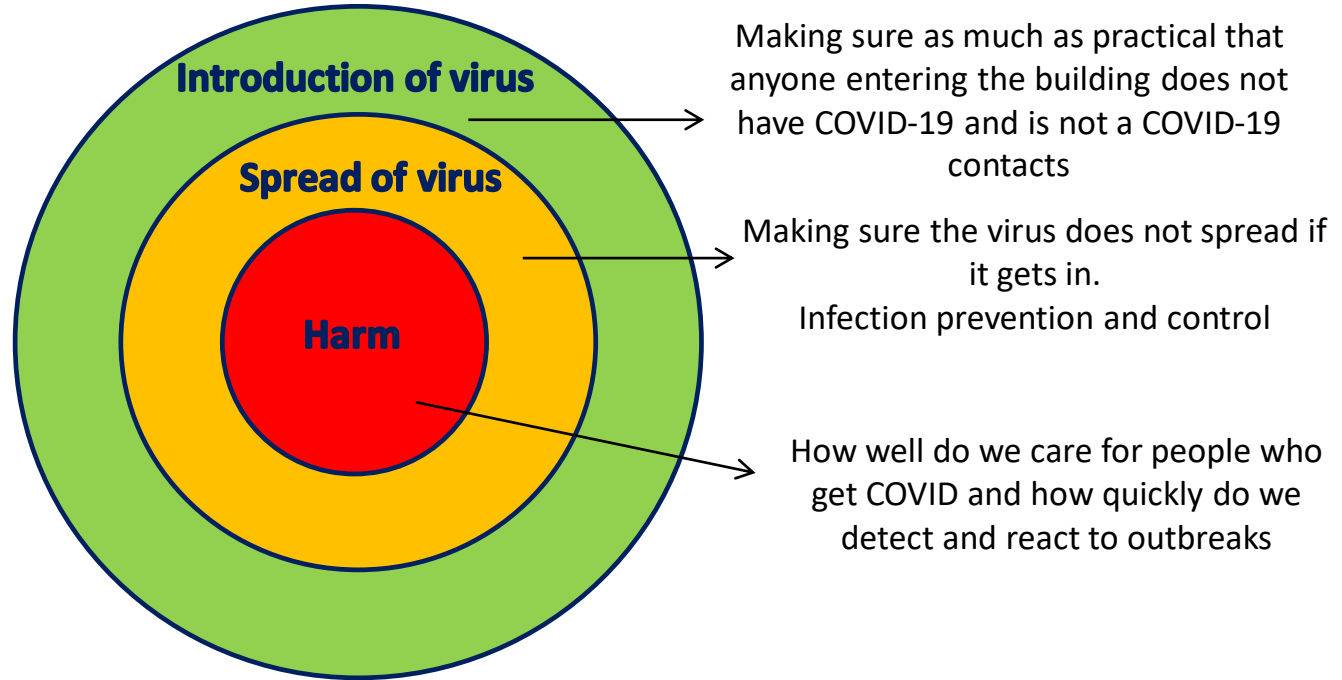 Introduction of virus
Spread of virus
Harm
Making sure as much as practical that
anyone entering the building does not
have COVID-19 and is not a COVID-19
contacts
Making sure the virus does not spread if
it gets in.
Infection prevention and control
How well do we care for people who
get COVID and how quickly do we
detect and react to outbreaks